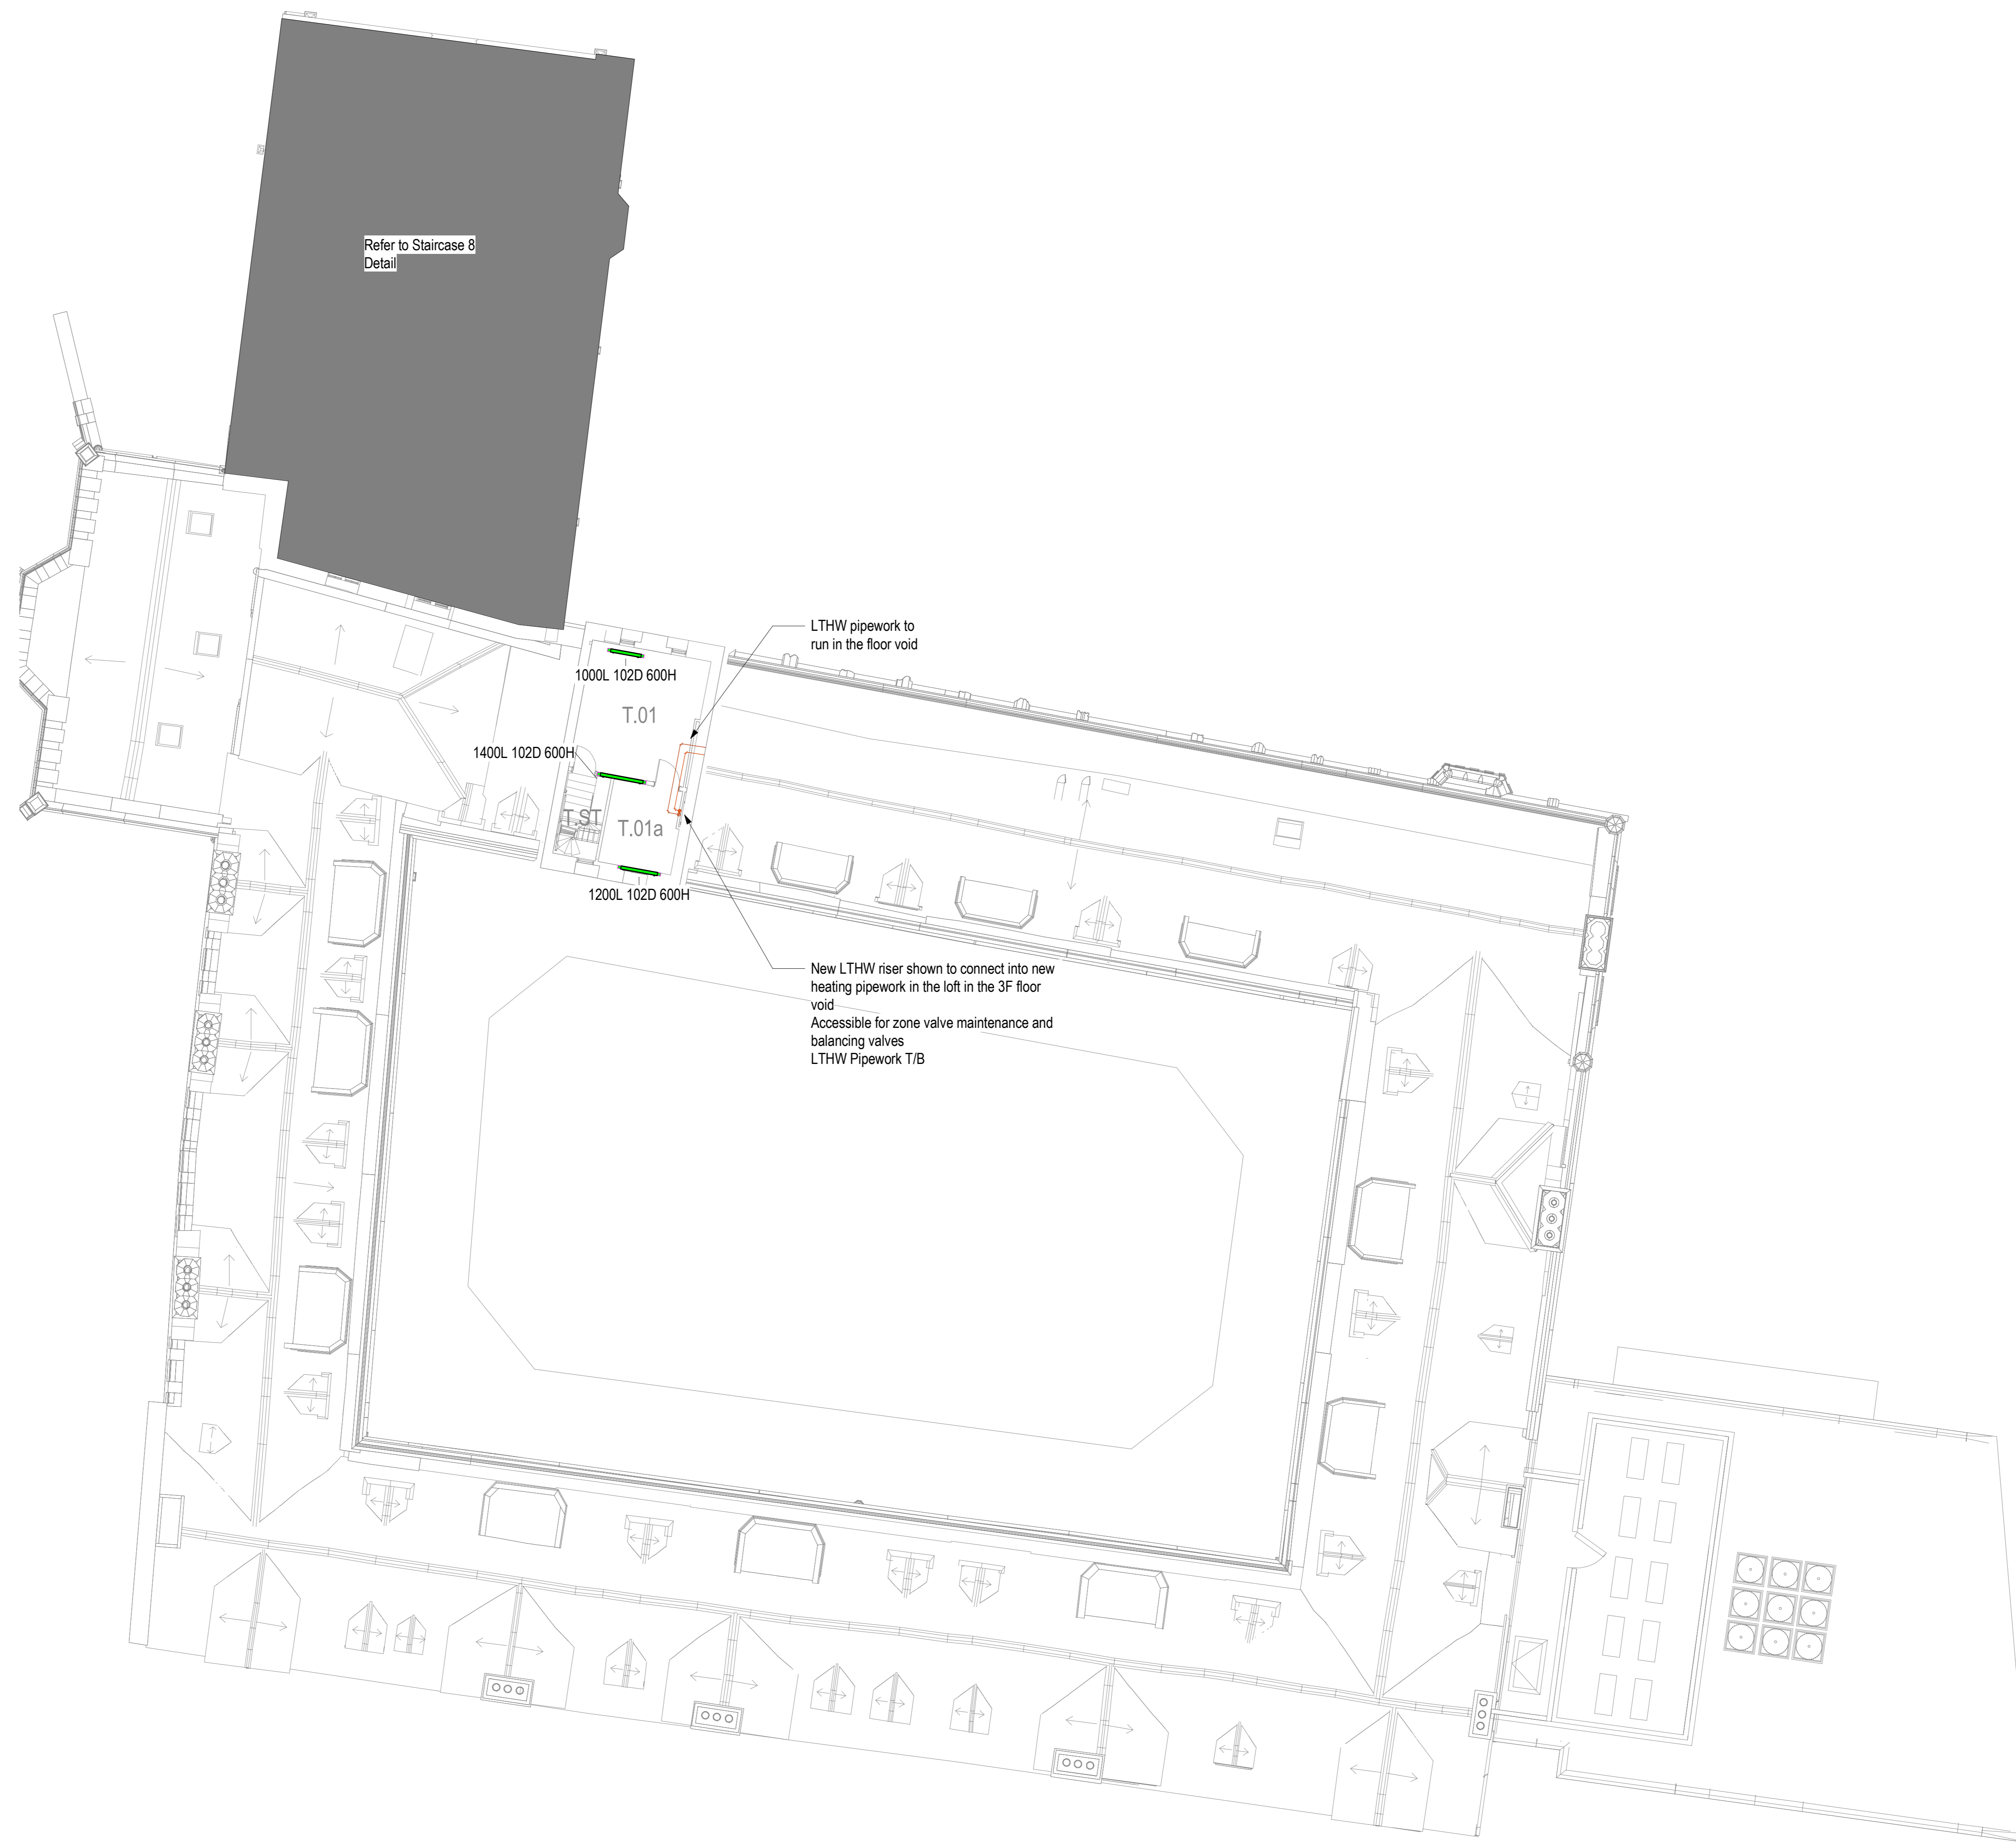 Refer to Staircase 8
Detail
LTHW pipework to
run in the floor void
1000L 102D 600H
T.01
1400L 102D 600H
T.ST
T.01a
1200L 102D 600H
New LTHW riser shown to connect into new
heating pipework in the loft in the 3F floor
void
Accessible for zone valve maintenance and
balancing valves
LTHW Pipework T/B